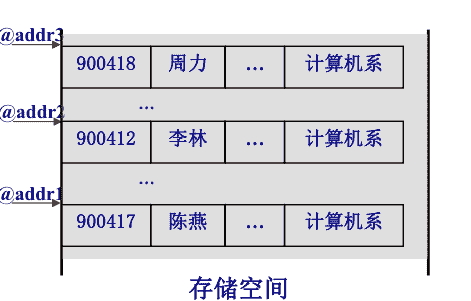 @addr3
900418 周力 ... 计算机系
...
@addr2
900412 李林 ... 计算机系
...
@addr1
900417 陈燕 ... 计算机系
存储空间